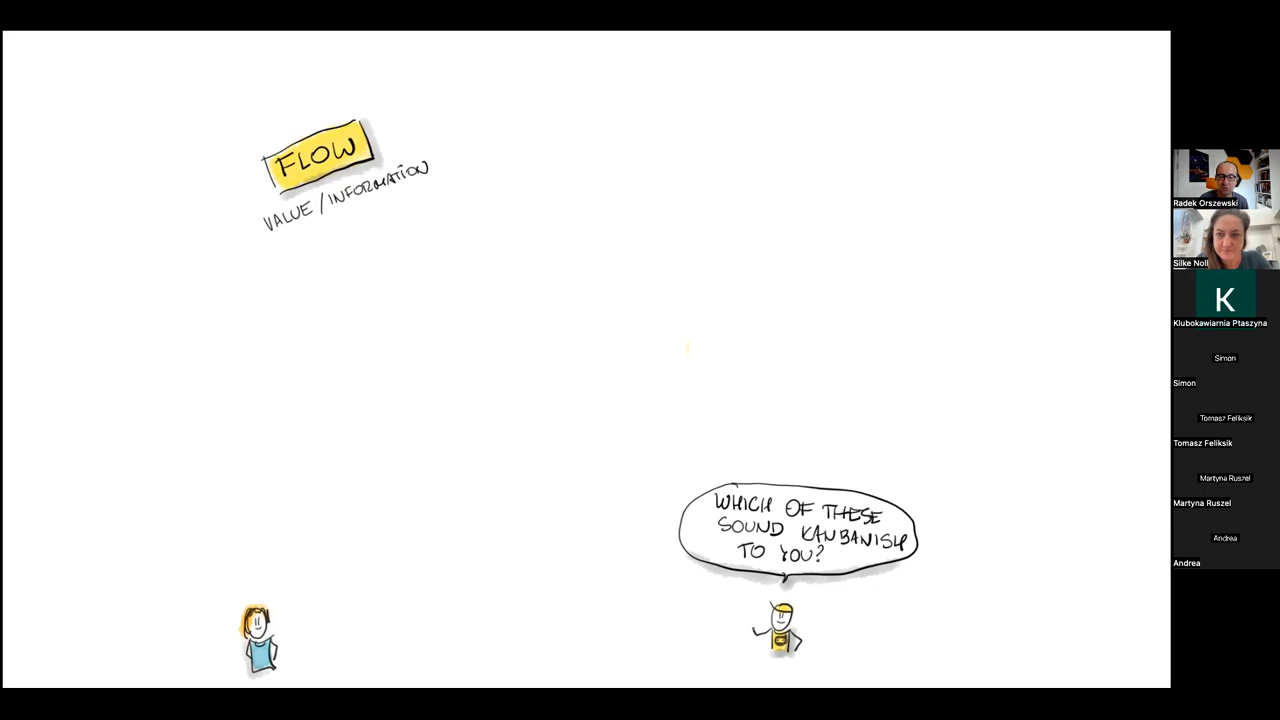 FLOW
VALUE / INFORMATION
WHICH OF THESE
SOUND KANBANISH
TO YOU?
Radek Orszewski
Silke Noll
K
Klubokawiarnia Ptaszyna
Simon
Simon
Tomasz Feliksik
Tomasz Feliksik
Martyna Ruszel
Martyna Ruszel
Andrea
Andrea